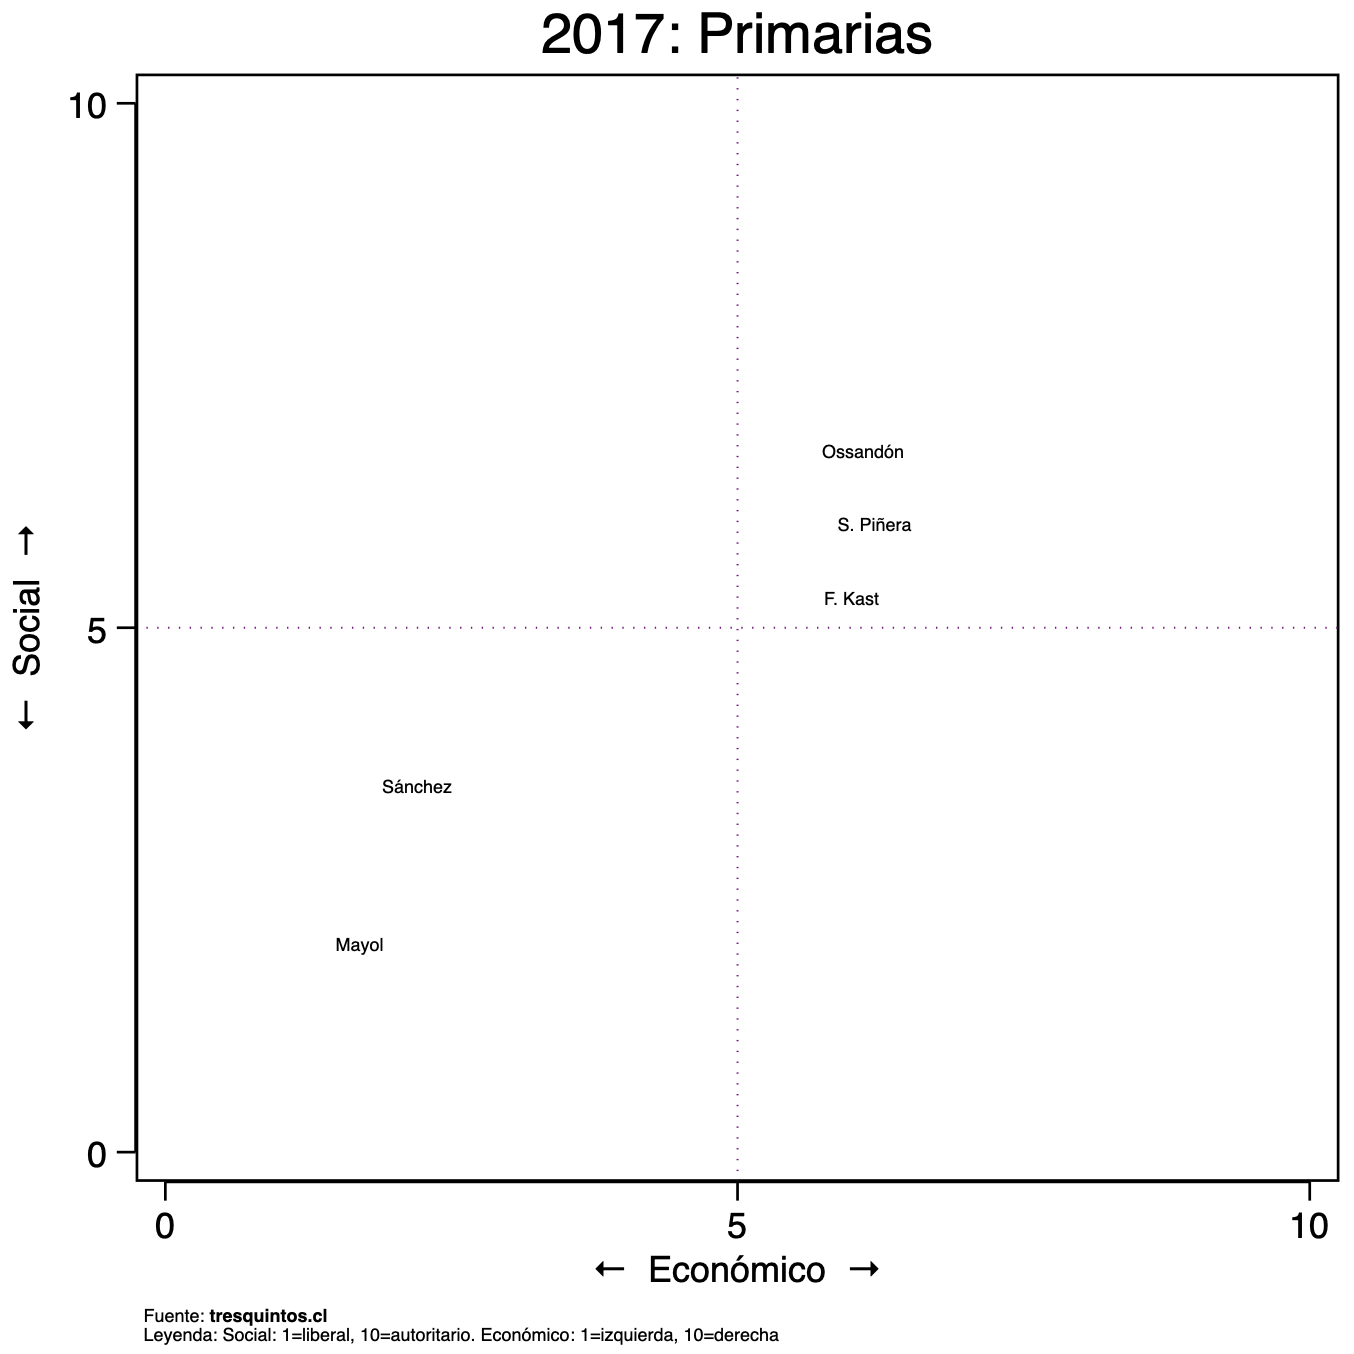 2017: Primarias
10
Ossandón
S. Piñera
F. Kast
5
← Social →
Sánchez
Mayol
0
0 5 10
← Económico →
Fuente: tresquintos.cl
Leyenda: Social: 1=liberal, 10=autoritario. Económico: 1=izquierda, 10=derecha